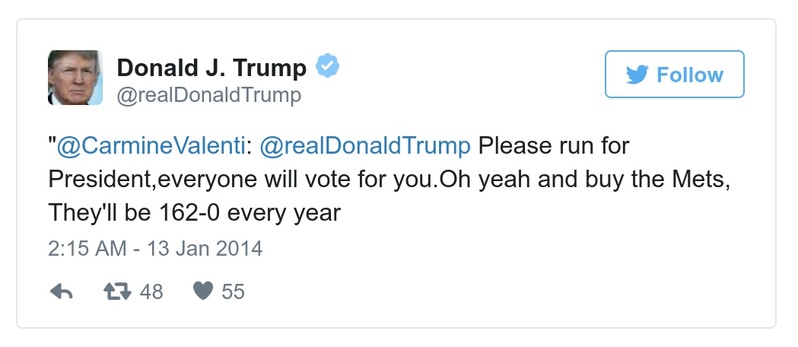 Donald J. Trump
@realDonaldTrump
Follow
"@CarmineValenti: @realDonaldTrump Please run for
President,everyone will vote for you.Oh yeah and buy the Mets,
They'll be 162-0 every year
2:15 AM - 13 Jan 2014
48 55